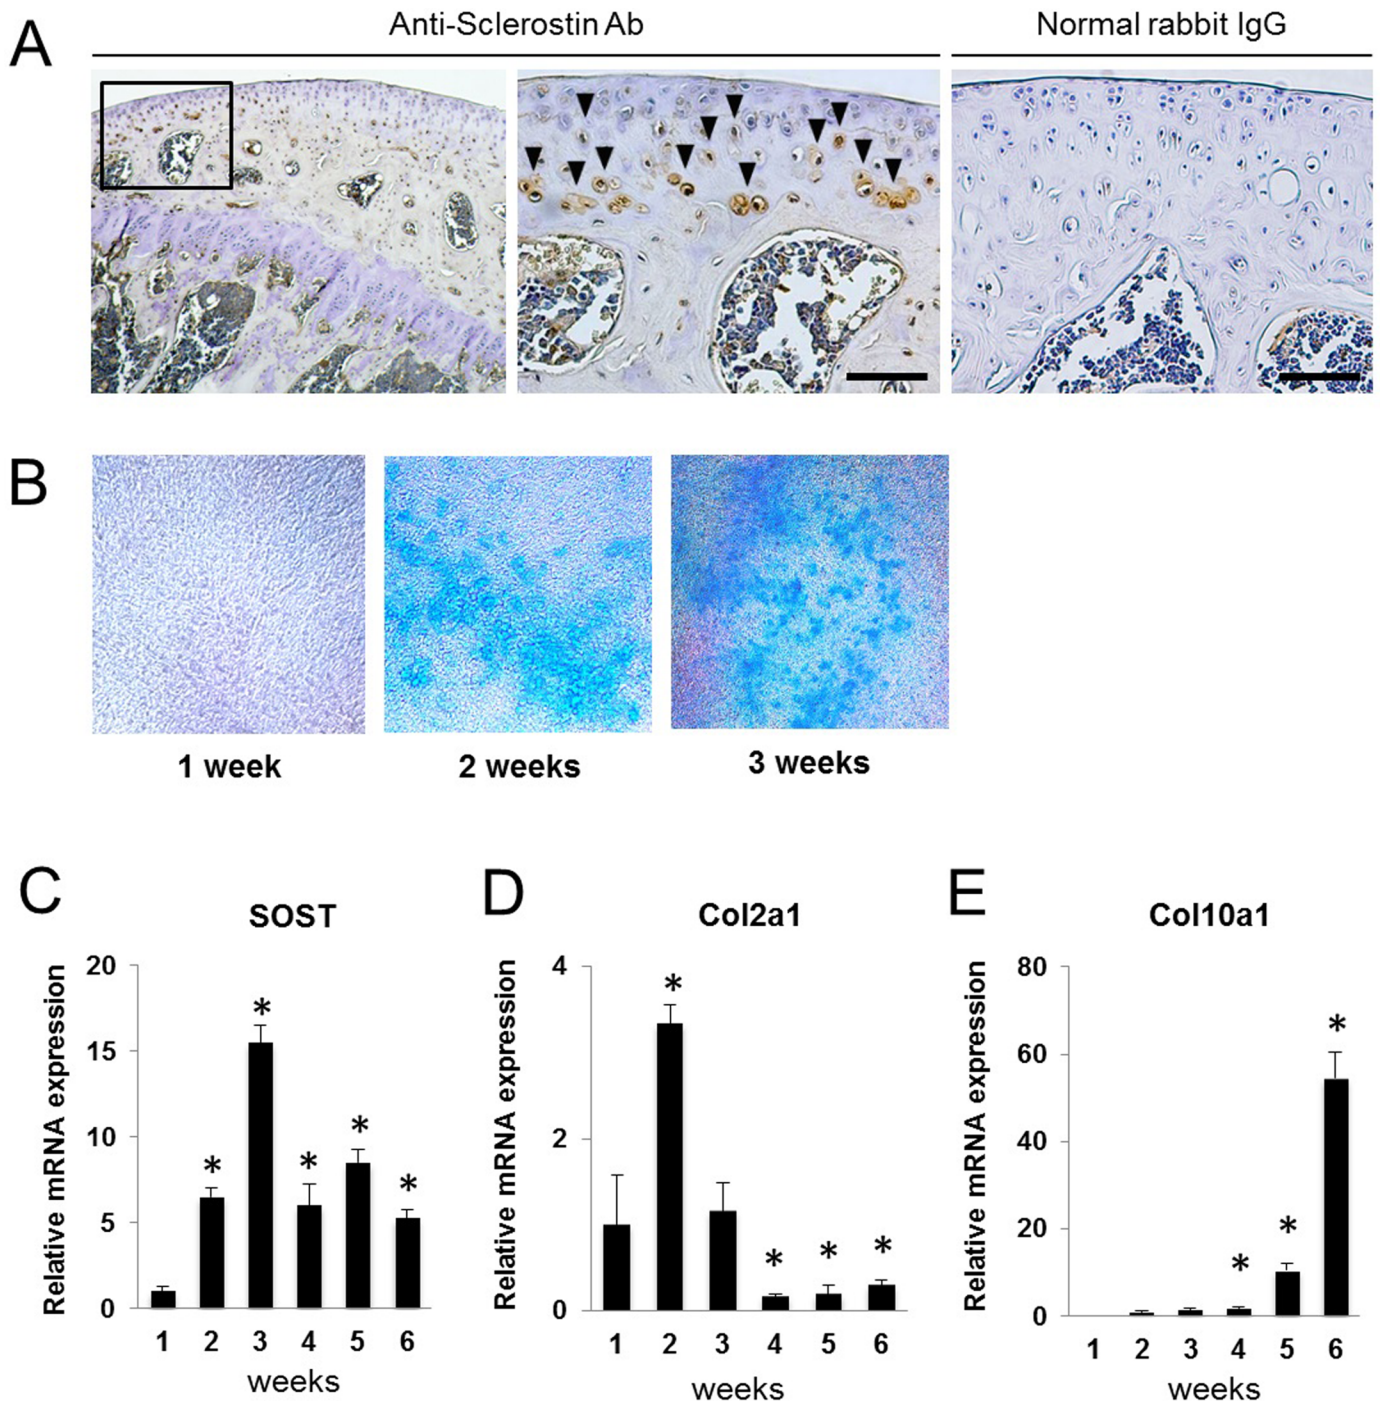 A
Anti-Sclerostin Ab
Normal rabbit IgG
B
1 week
2 weeks
3 weeks
C
SOST
Relative mRNA expression
20
15
10
5
0
*
*
*
*
*
1 2 3 4 5 6
weeks
D
Col2a1
Relative mRNA expression
4
2
0
*
*
*
*
1 2 3 4 5 6
weeks
E
Col10a1
Relative mRNA expression
80
60
40
20
0
*
*
*
1 2 3 4 5 6
weeks